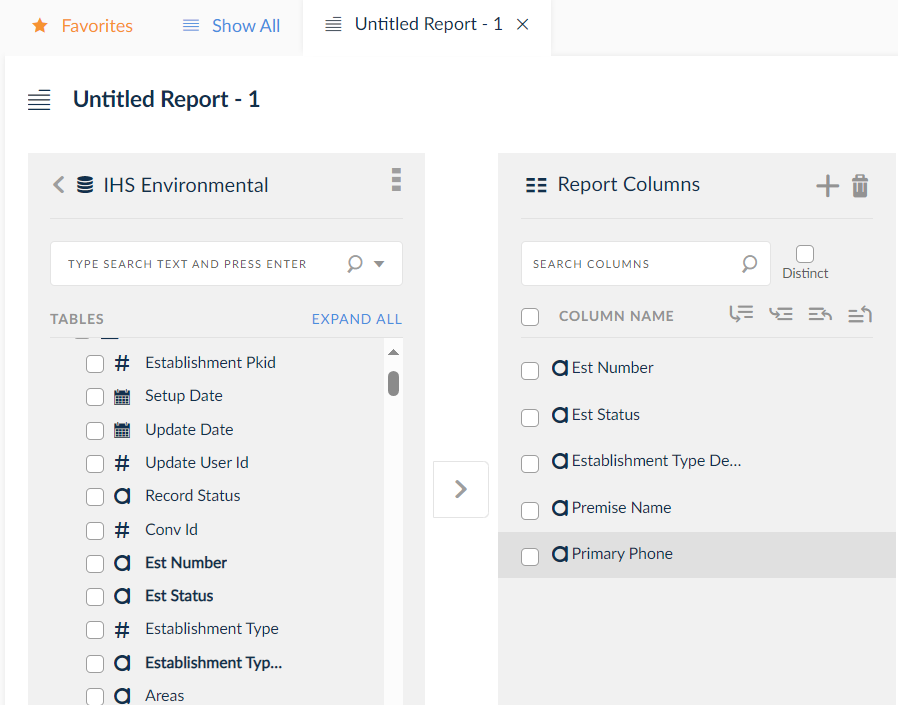 Favorites
Show All
Untitled Report - 1
Untitled Report - 1
IHS Environmental
TYPE SEARCH TEXT AND PRESS ENTER
TABLES
EXPAND ALL
Establishment Pkid
Setup Date
Update Date
Update User Id
Record Status
Conv Id
Est Number
Est Status
Establishment Type
Establishment Typ...
Areas
Report Columns
SEARCH COLUMNS
Distinct
COLUMN NAME
Est Number
Est Status
Establishment Type De...
Premise Name
Primary Phone